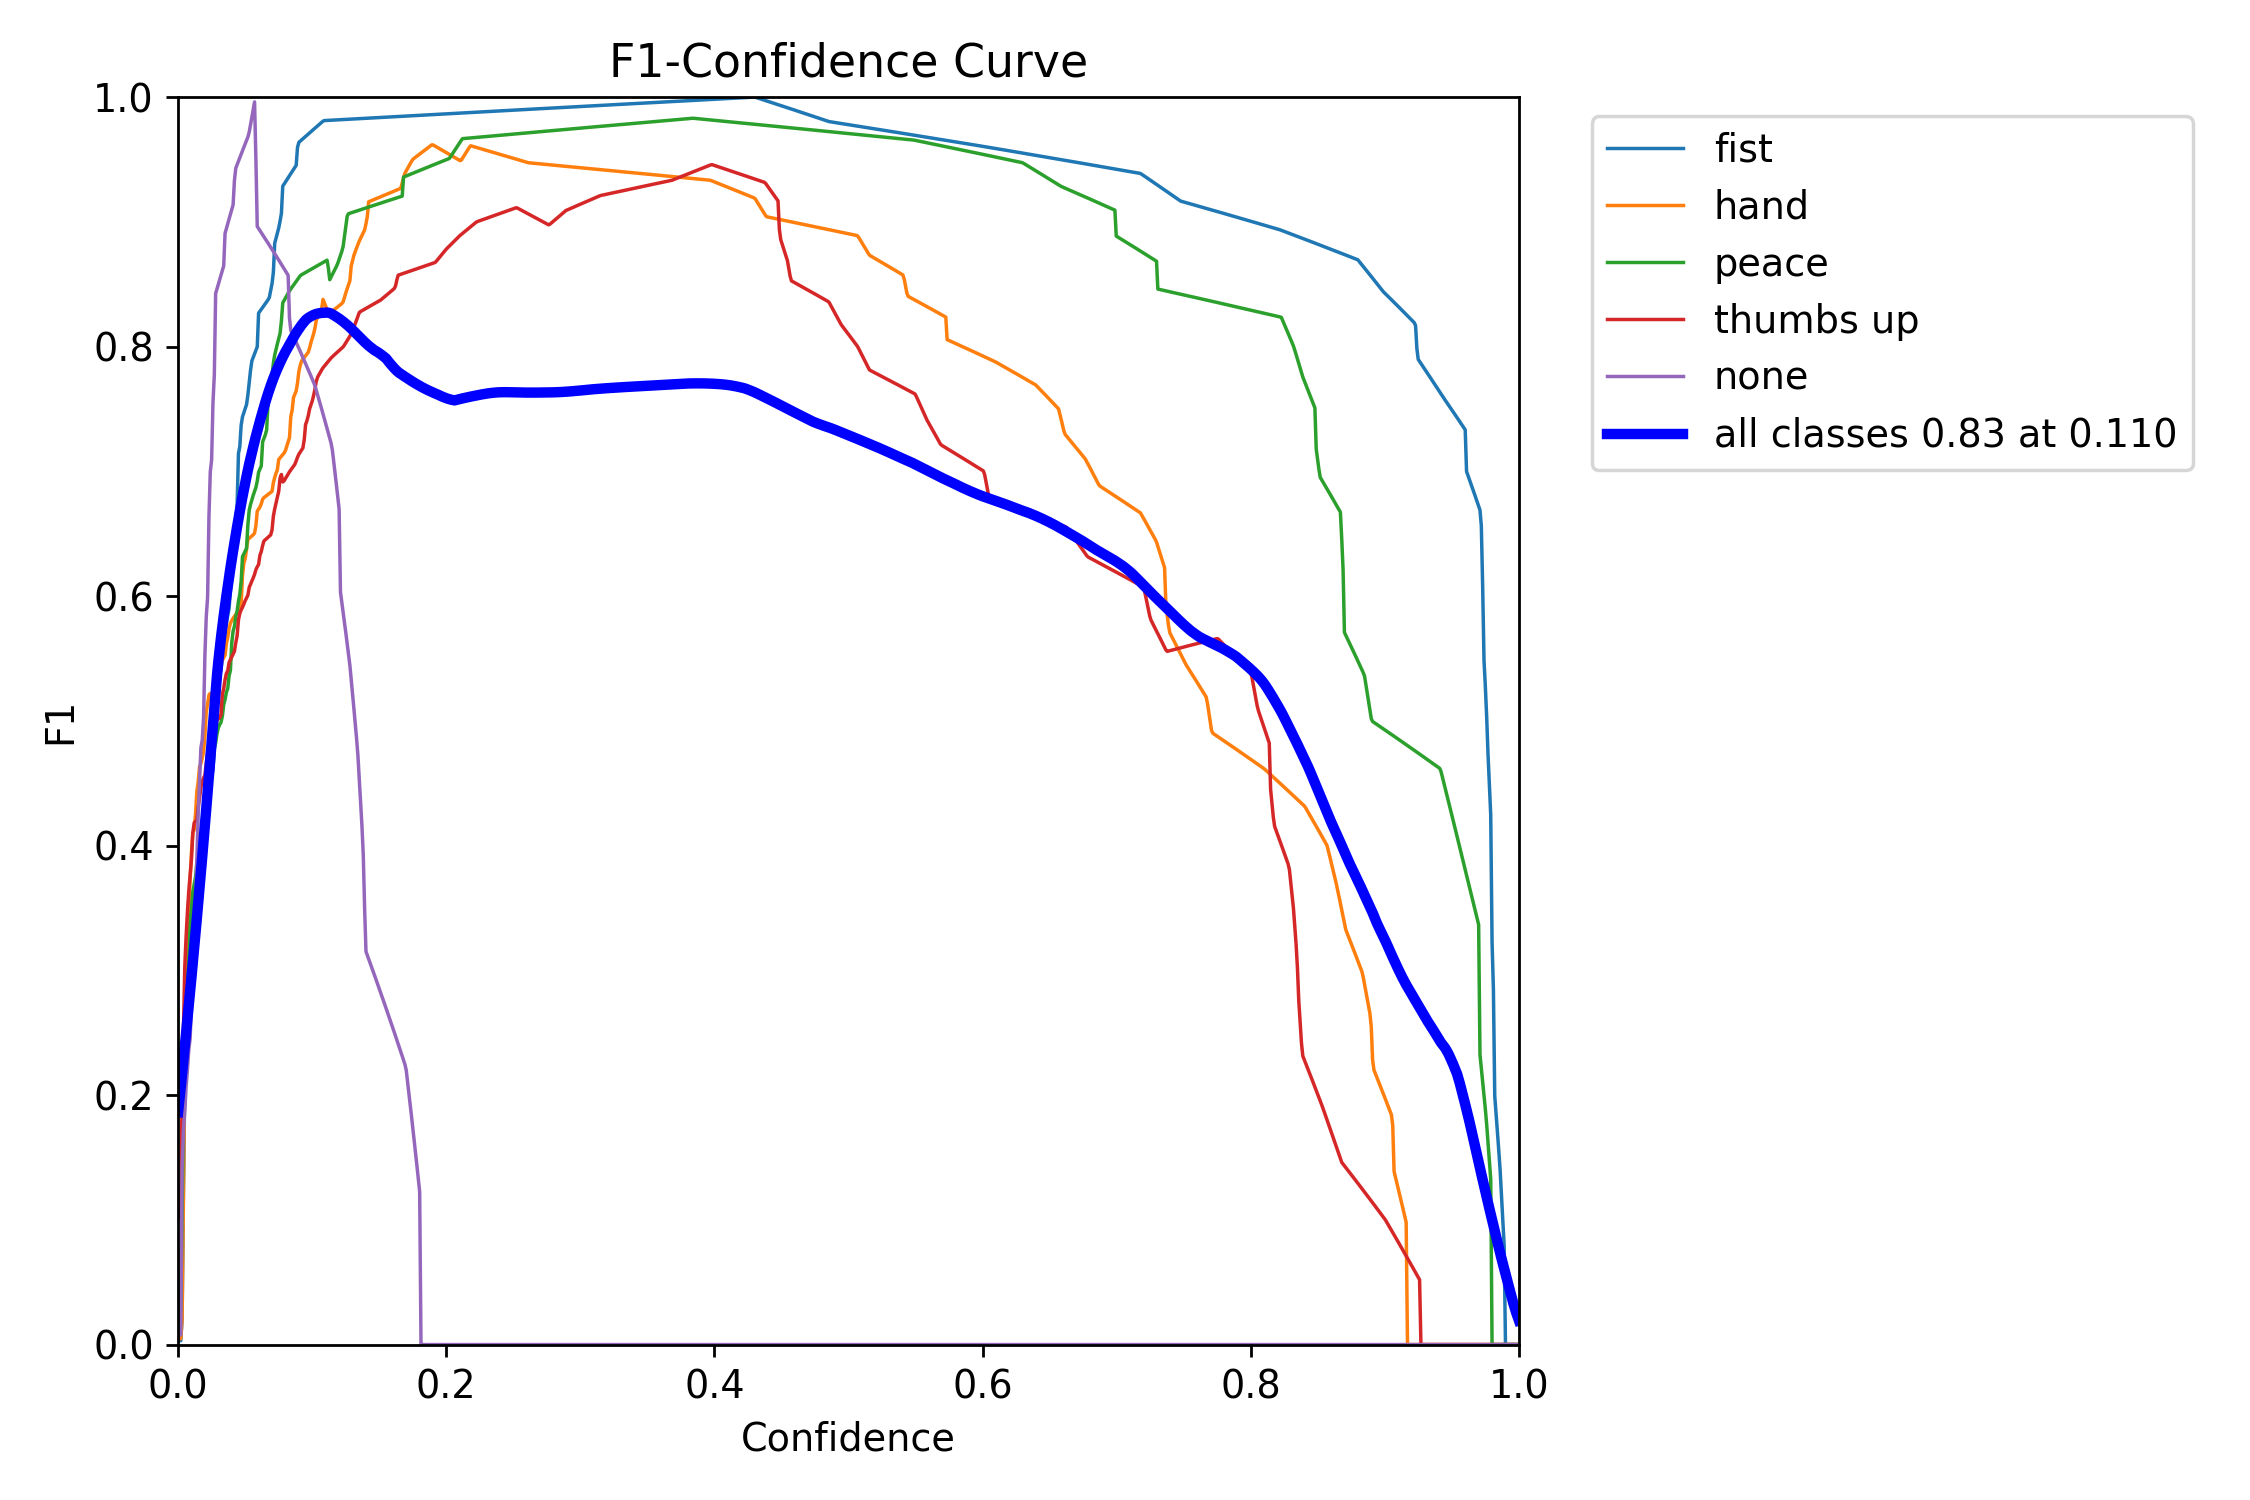 F1-Confidence Curve
1.0
0.8
0.6
0.4
0.2
0.0
F1
0.0 0.2 0.4 0.6 0.8 1.0
Confidence
fist
hand
peace
thumbs up
none
all classes 0.83 at 0.110